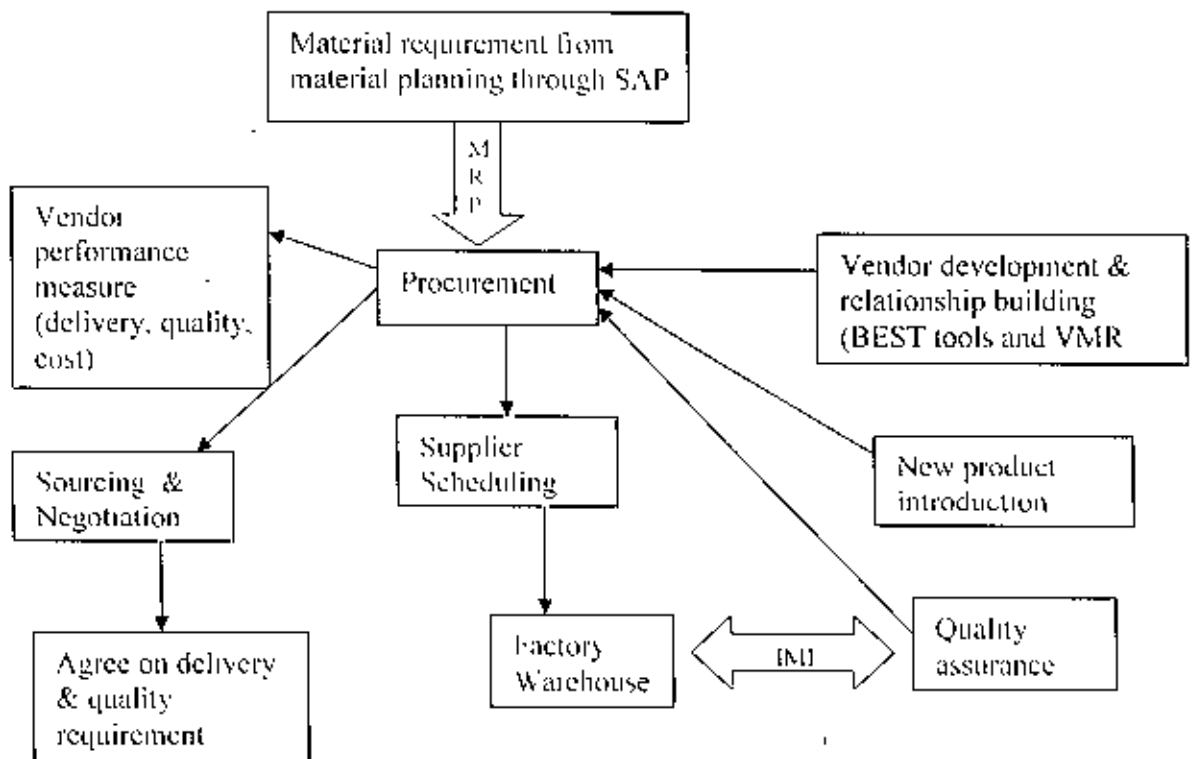 Material requirement from
material planning through SAP
M
R
P
Vendor
performance
measure
(delivery, quality,
cost)
Procurement
Vendor development &
relationship building
(BEST tools and VMR
Sourcing &
Negotiation
Supplier
Scheduling
New product
introduction
Agree on delivery
& quality
requirement
Factory
Warehouse
Quality
assurance